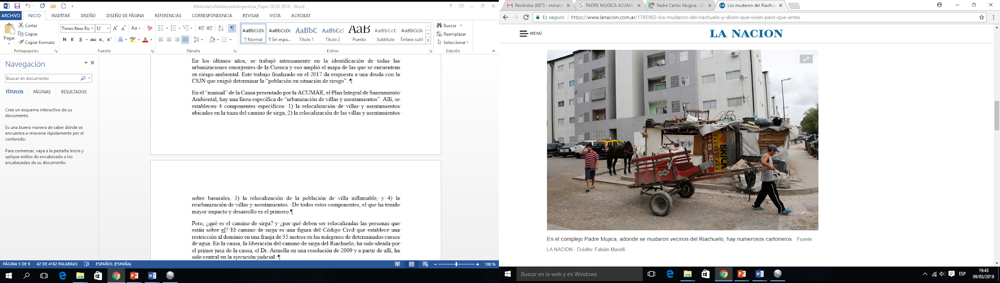 MelindaLisMaldonadoArgentina_Paper 28 02 2018 - Word
ARCHIVO INICIO INSERTAR DISEÑO DISEÑO DE PÁGINA REFERENCIAS CORRESPONDENCIA REVISAR VISTA ACROBAT
Pegar
Cortar
Copiar
Copiar formato
Portapapeles
Times New Ro 12
N K S abc x₂ x²
Fuente
Párrafo
AaBbCcDc AaBbCcDc AaBbC AaBbCcI AaB AaBbCcD AaBbCcDt
¶ Normal ¶ Sin espa... Título 1 Título 2 Puesto Subtítulo Énfasis sutil
Estilos
Buscar
Reemplazar
Seleccionar
Edición
Navegación
Buscar en documento
TÍTULOS PÁGINAS RESULTADOS
Cree un esquema interactivo de su
documento.
Es una buena manera de saber dónde se
encuentra o moverse rápidamente por el
contenido.
Para comenzar, vaya a la pestaña Inicio y
aplique estilos de encabezado a los
encabezados de su documento.
En los últimos años, se trabajó intensamente en la identificación de todas las
urbanizaciones emergentes de la Cuenca y eso amplió el mapa de las que se encuentran
en riesgo ambiental. Este trabajo finalizado en el 2017 da respuesta a una deuda con la
CSJN que exigió determinar la “población en situación de riesgo”. ¶
En el “manual” de la Causa presentado por la ACUMAR, el Plan Integral de Saneamiento
Ambiental, hay una línea específica de “urbanización de villas y asentamientos”. Allí, se
establecen 4 componentes específicos: 1) la relocalización de villas y asentamientos
ubicados en la traza del camino de sirga, 2) la relocalización de las villas y asentamientos
sobre basurales, 3) la relocalización de la población de villa inflamable, y 4) la
reurbanización de villas y asentamientos. De todos estos componentes, el que ha tenido
mayor impacto y desarrollo es el primero.¶
Pero, ¿qué es el camino de sirga? y ¿por qué deben ser relocalizadas las personas que
están sobre el? El camino de sirga es una figura del Código Civil que establece una
restricción al dominio en una franja de 35 metros en las márgenes de determinados cursos
de agua. En la causa, la liberación del camino de sirga del Riachuelo, ha sido ideada por
el primer juez de la causa, el Dr. Armella en una resolución de 2009 y a partir de allí, ha
sido central en la ejecución judicial. ¶
PÁGINA 5 DE 9 42 DE 4162 PALABRAS ESPAÑOL (ESPAÑA) 100 %
Recibidos (687) - mmald PADRE MUGICA ACUMA Padre Carlos Mugica - G Los mudaron del Riachue
Es seguro https://www.lanacion.com.ar/1785902-los-mudaron-del-riachuelo-y-dicen-que-viven-peor-que-antes
MENÚ LA NACION
En el complejo Padre Mujica, adonde se mudaron vecinos del Riachuelo, hay numerosos cartoneros Fuente:
LA NACION - Crédito: Fabián Marelli
Buscar en la web y en Windows
ESP
19:43
09/03/2018